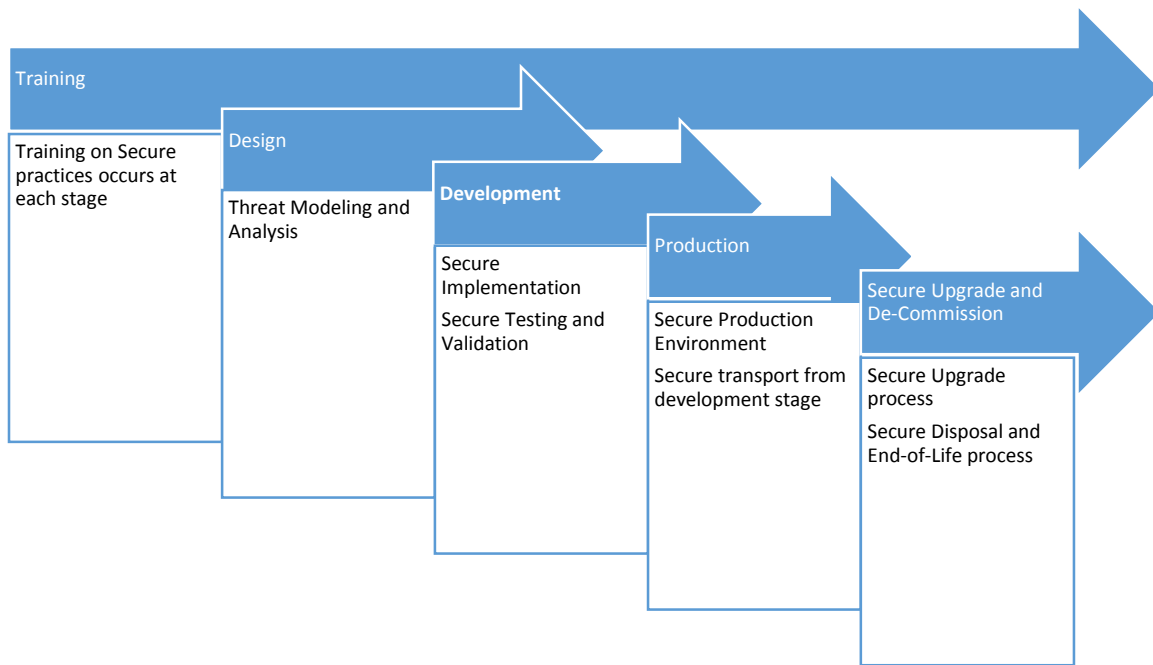 Training
Training on Secure
practices occurs at
each stage
Design
Threat Modeling and
Analysis
Development
Secure
Implementation
Secure Testing and
Validation
Production
Secure Production
Environment
Secure transport from
development stage
Secure Upgrade and
De-Commission
Secure Upgrade
process
Secure Disposal and
End-of-Life process